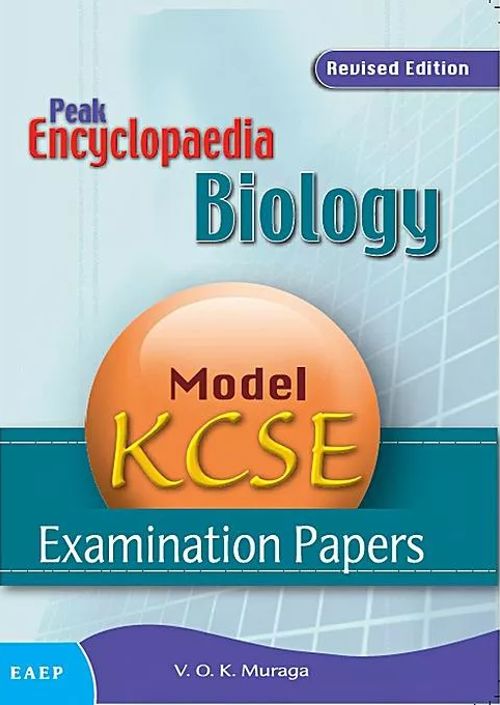 Revised Edition
Peak
Encyclopaedia
Biology
Model
KCSE
Examination Papers
EAEP
V. O. K. Muraga